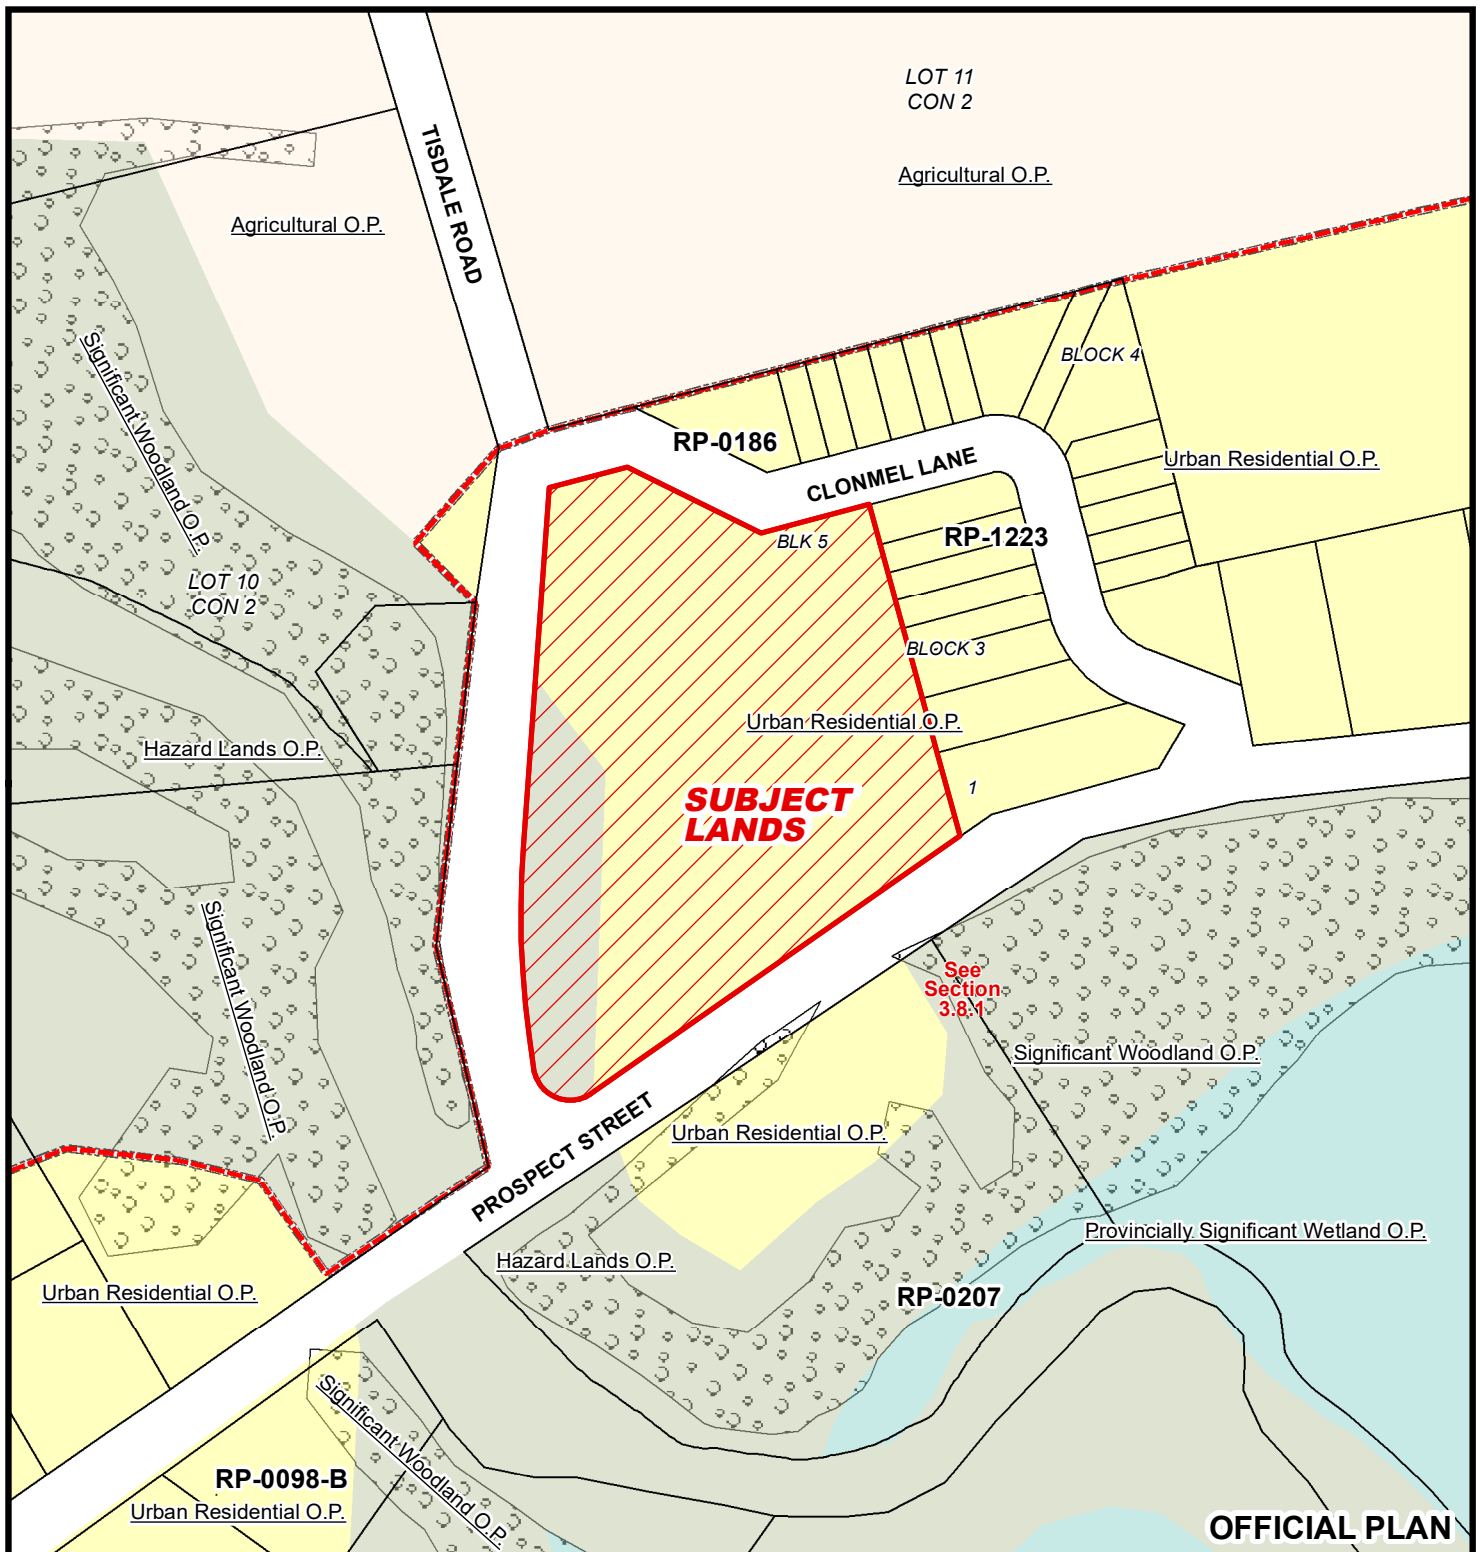 LOT 11
CON 2
Agricultural O.P.
TISDALE ROAD
Agricultural O.P.
BLOCK 4
Significant Woodland O.P.
RP-0186
CLONMEL LANE
Urban Residential O.P.
BLK 5
RP-1223
LOT 10
CON 2
BLOCK 3
Urban Residential O.P.
Hazard Lands O.P.
SUBJECT
LANDS
1
Significant Woodland O.P.
See
Section
3.8.1
Significant Woodland O.P.
PROSPECT STREET
Urban Residential O.P.
Provincially Significant Wetland O.P.
Hazard Lands O.P.
Urban Residential O.P.
RP-0207
Significant Woodland O.P.
RP-0098-B
Urban Residential O.P.
OFFICIAL PLAN